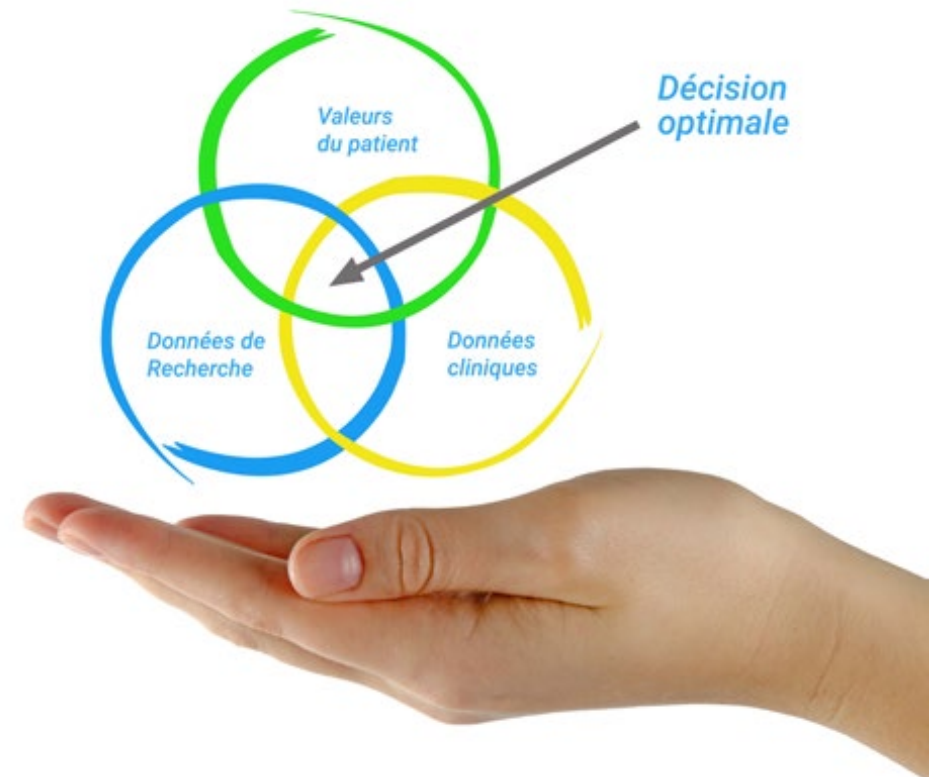 Valeurs
du patient
Décision
optimale
Données de
Recherche
Données
cliniques